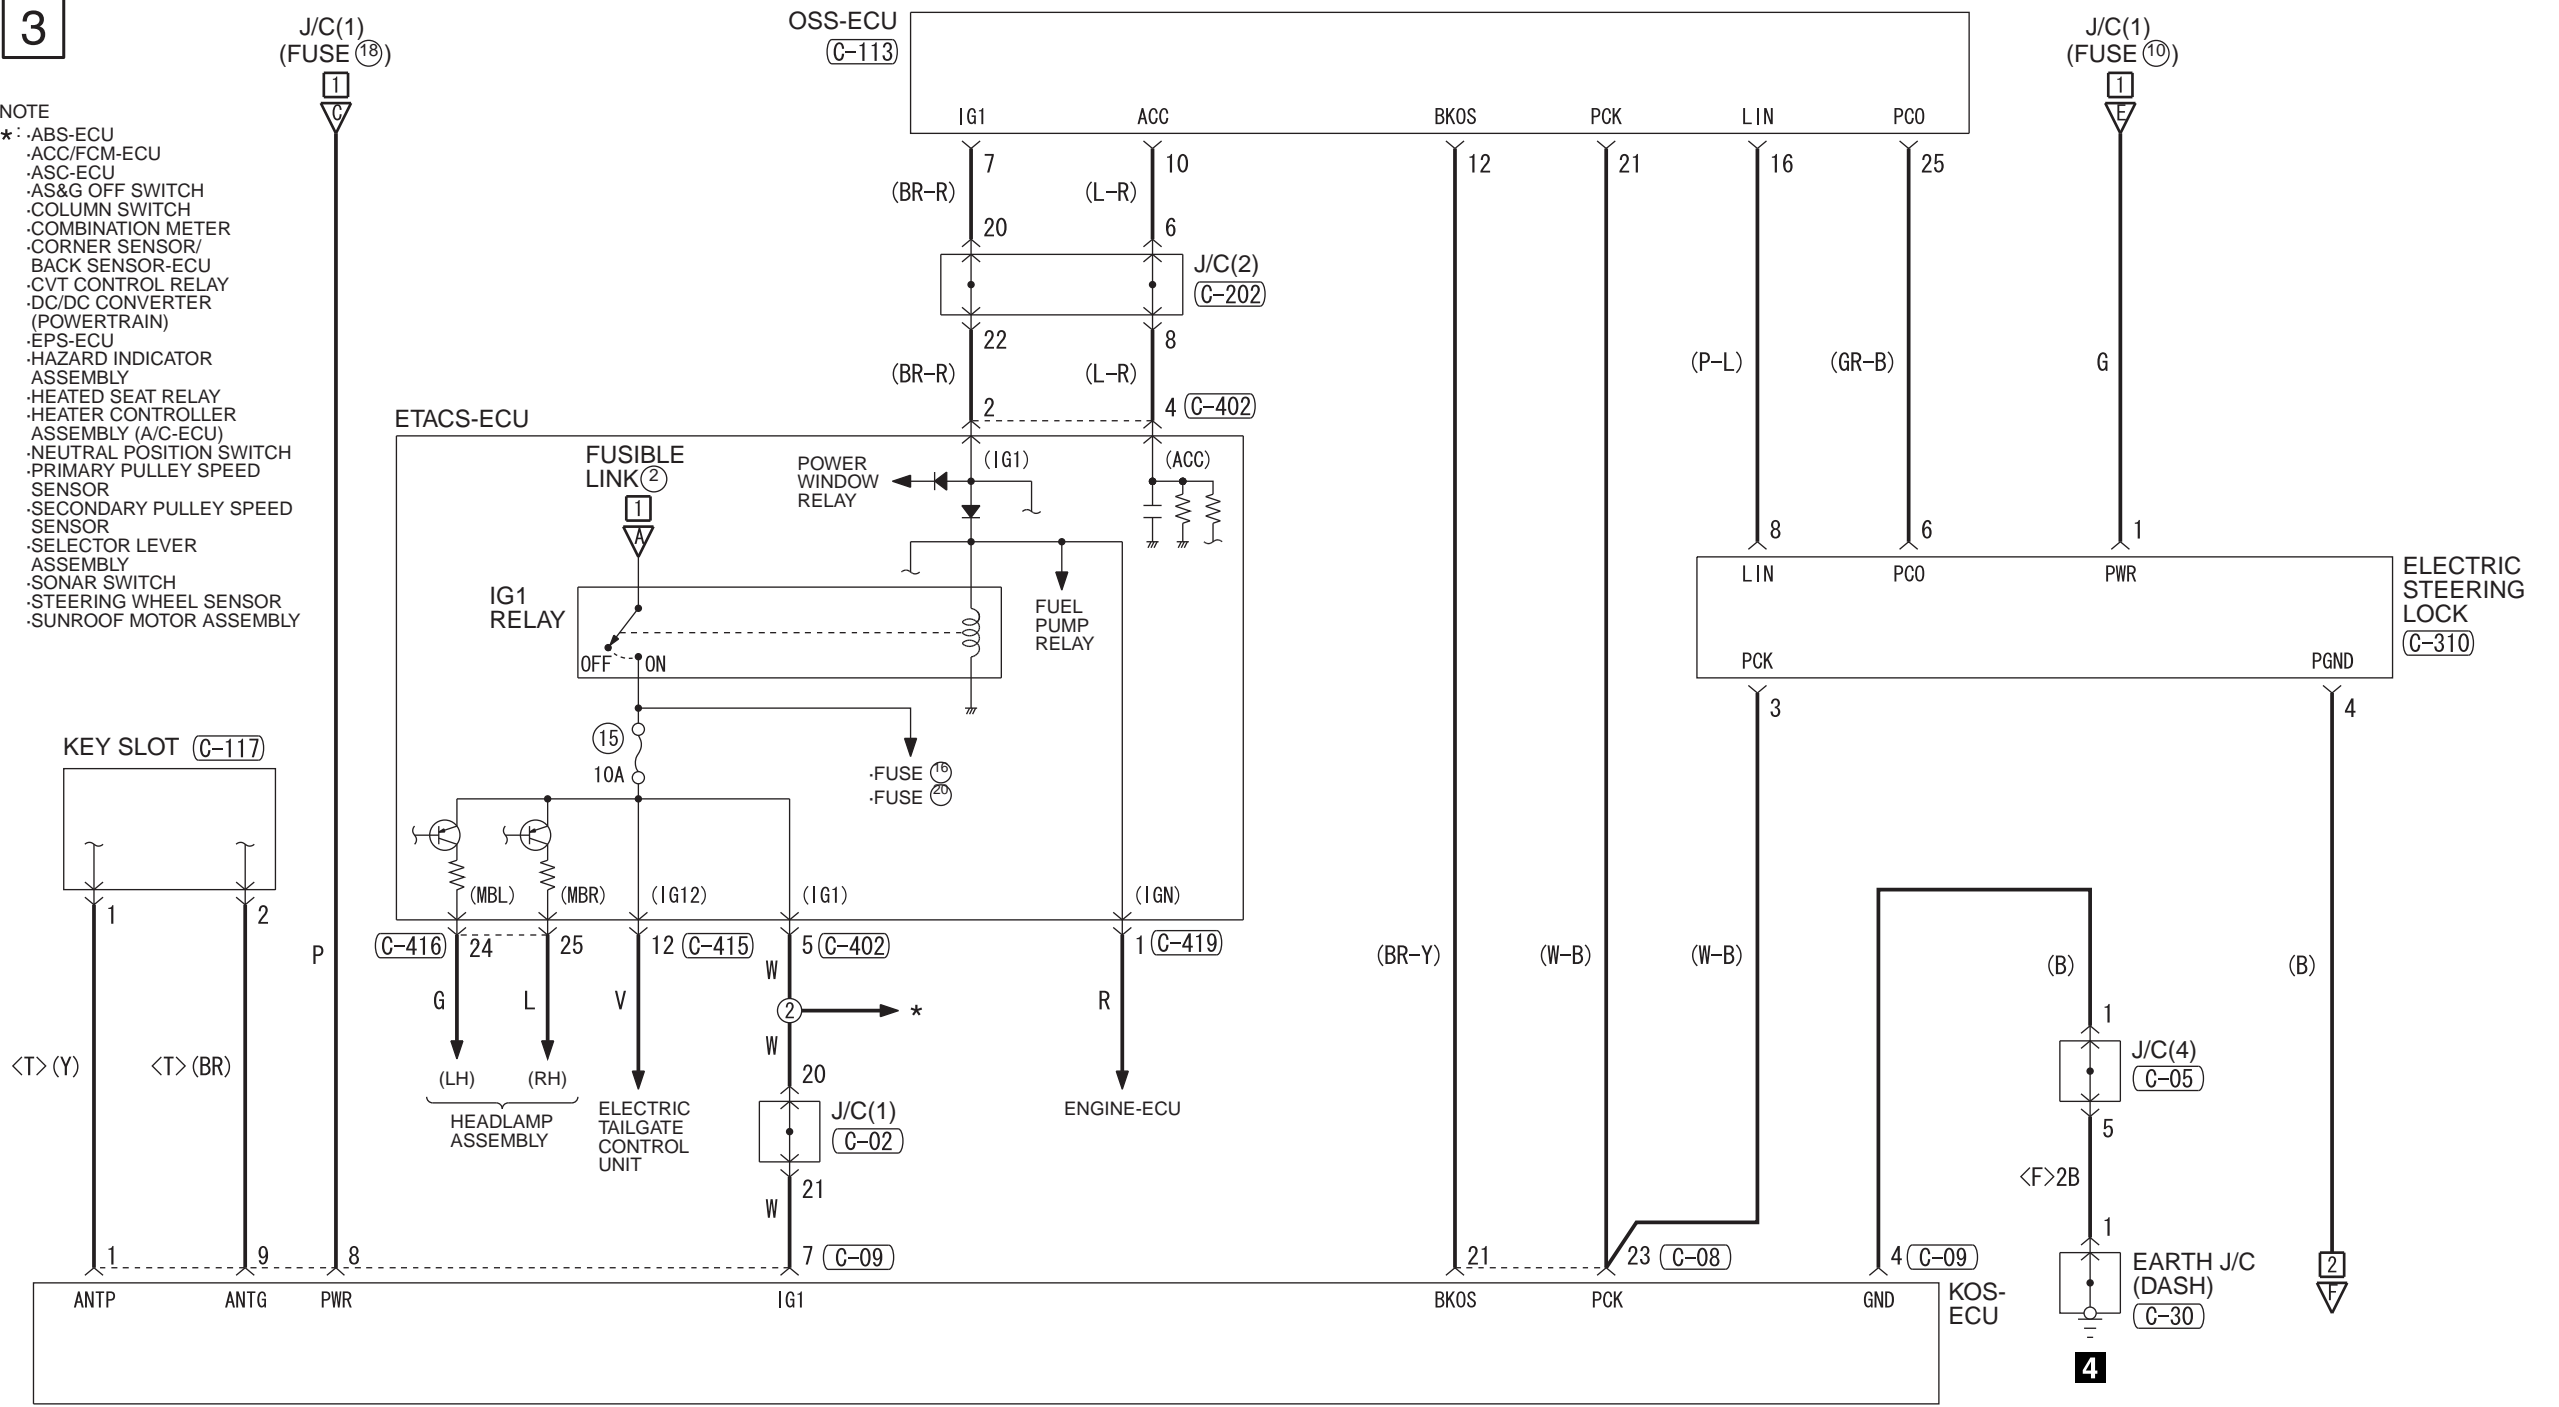 3
J/C(1)
(FUSE 18)
1
C
NOTE
*: ·ABS-ECU
·ACC/FCM-ECU
·ASC-ECU
·AS&G OFF SWITCH
·COLUMN SWITCH
·COMBINATION METER
·CORNER SENSOR/
BACK SENSOR-ECU
·CVT CONTROL RELAY
·DC/DC CONVERTER
(POWERTRAIN)
·EPS-ECU
·HAZARD INDICATOR
ASSEMBLY
·HEATED SEAT RELAY
·HEATER CONTROLLER
ASSEMBLY (A/C-ECU)
·NEUTRAL POSITION SWITCH
·PRIMARY PULLEY SPEED
SENSOR
·SECONDARY PULLEY SPEED
SENSOR
·SELECTOR LEVER
ASSEMBLY
·SONAR SWITCH
·STEERING WHEEL SENSOR
·SUNROOF MOTOR ASSEMBLY
OSS-ECU
C-113
IG1 ACC BKOS PCK LIN PCO
7 10 12 21 16 25
(BR-R) (L-R)
20 6
J/C(2)
C-202
22 8
(BR-R) (L-R)
2 4 C-402
J/C(1)
(FUSE 10)
1
E
(P-L) (GR-B) G
8 6 1
LIN PCO PWR
ELECTRIC
STEERING
LOCK
C-310
PCK PGND
3 4
ETACS-ECU
FUSIBLE
LINK 2
1
A
POWER
WINDOW
RELAY
(IG1) (ACC)
IG1
RELAY
OFF ON
FUEL
PUMP
RELAY
15
10A
·FUSE 16
·FUSE 20
(MBL) (MBR) (IG12) (IG1) (IGN)
C-416 24 25 12 C-415 5 C-402 1 C-419
G L V W R
2 *
W
(LH) (RH)
HEADLAMP
ASSEMBLY
ELECTRIC
TAILGATE
CONTROL
UNIT
20
J/C(1)
C-02
21
W
ENGINE-ECU
KEY SLOT C-117
1 2
P
<T>(Y) <T>(BR)
(BR-Y) (W-B) (W-B) (B) (B)
1
J/C(4)
C-05
5
<F>2B
1
EARTH J/C
(DASH)
C-30
4
2
F
1 9 8 7 C-09 21 23 C-08 4 C-09
ANTP ANTG PWR IG1 BKOS PCK GND
KOS-
ECU